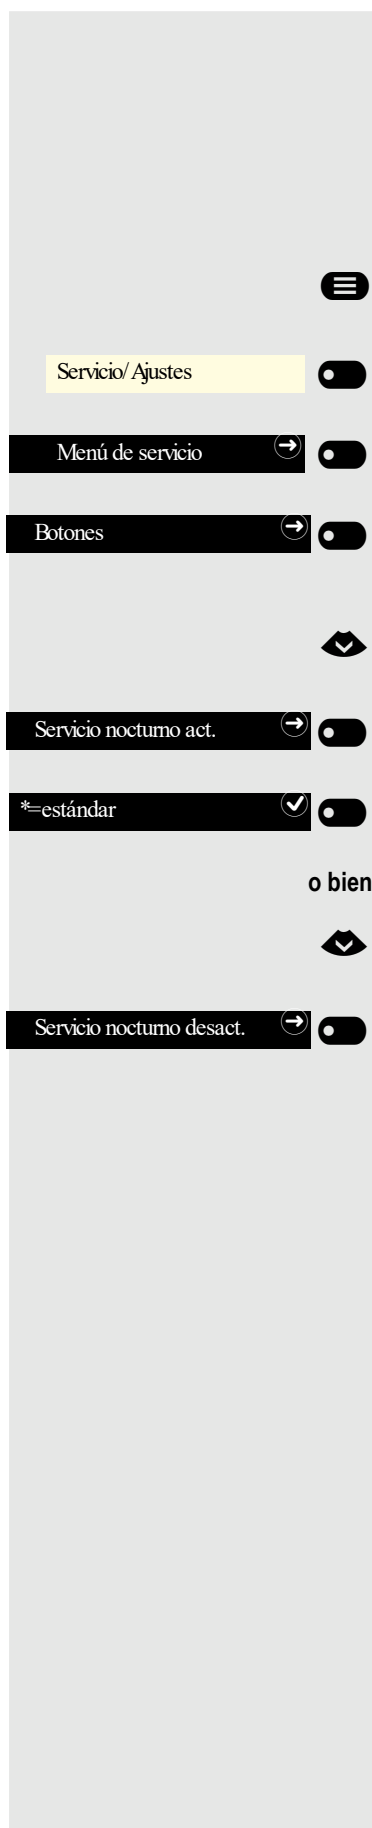 Servicio/Ajustes
Menú de servicio
Botones
Servicio nocturno act.
*=estándar
o bien
Servicio nocturno desact.